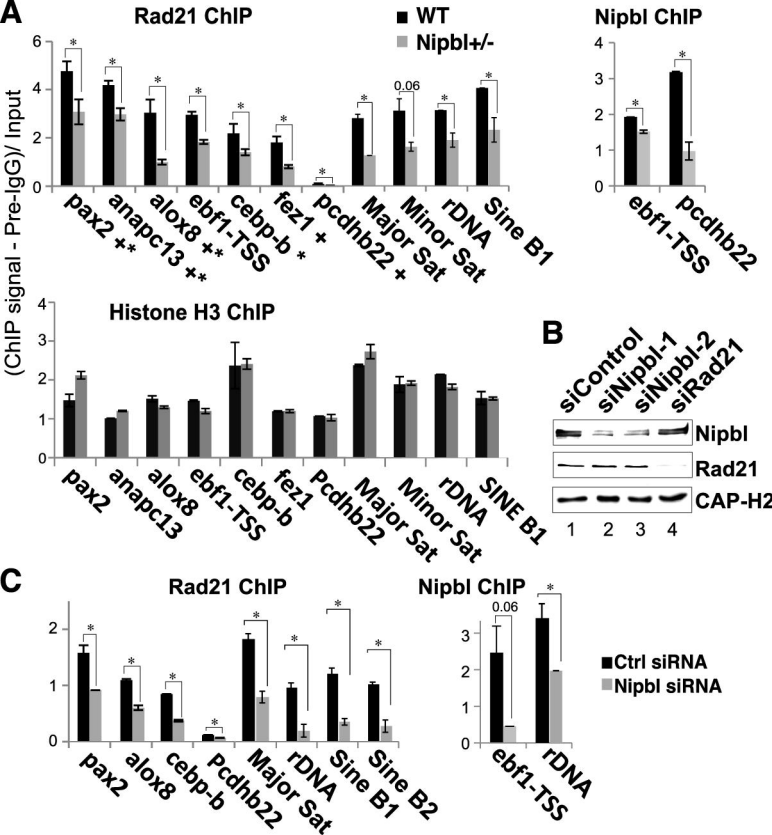 A
Rad21 ChIP
WT
Nipbl+/-
Nipbl ChIP
(ChIP signal - Pre-IgG)/ Input
6
4
2
0
* * * * * * * * 0.06 * *
pax2 +*
anapc13 +*
alox8 +*
ebf1-TSS
cebp-b *
fez1 +
pcdhb22 +
Major Sat
Minor Sat
rDNA
Sine B1
4
3
2
1
0
* *
ebf1-TSS
pcdhb22
Histone H3 ChIP
4
3
2
1
0
pax2
anapc13
alox8
ebf1-TSS
cebp-b
fez1
Pcdhb22
Major Sat
Minor Sat
rDNA
SINE B1
B
siControl
siNipbl-1
siNipbl-2
siRad21
Nipbl
Rad21
CAP-H2
1 2 3 4
C
Rad21 ChIP
2
1
0
* * * * * * * *
pax2
alox8
cebp-b
Pcdhb22
Major Sat
rDNA
Sine B1
Sine B2
Nipbl ChIP
3
2
1
0
0.06 *
ebf1-TSS
rDNA
Ctrl siRNA
Nipbl siRNA